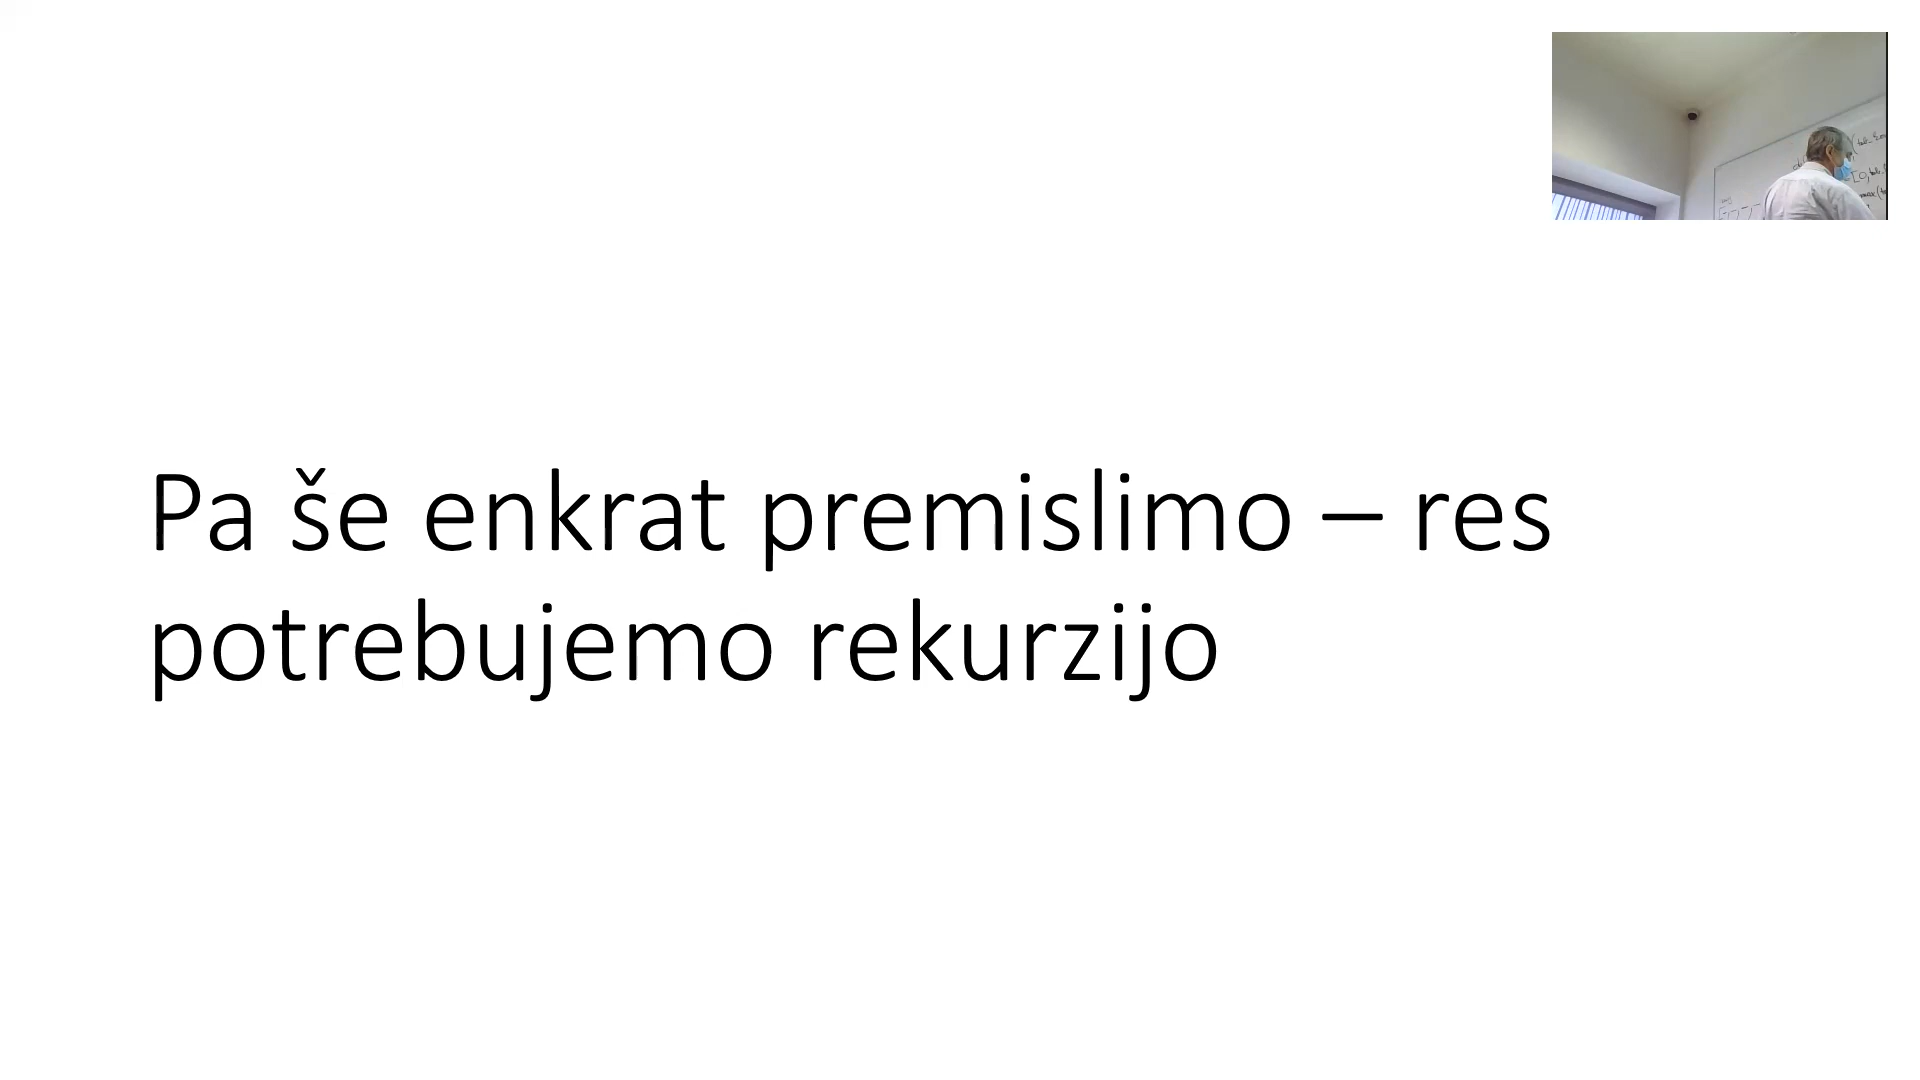 Pa še enkrat premislimo – res
potrebujemo rekurzijo